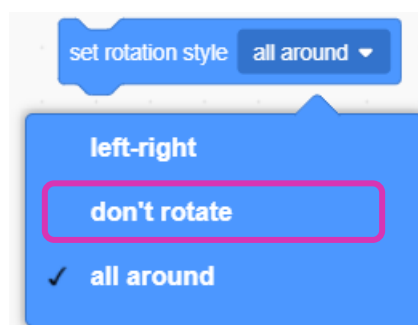 set rotation style all around
left-right
don't rotate
all around